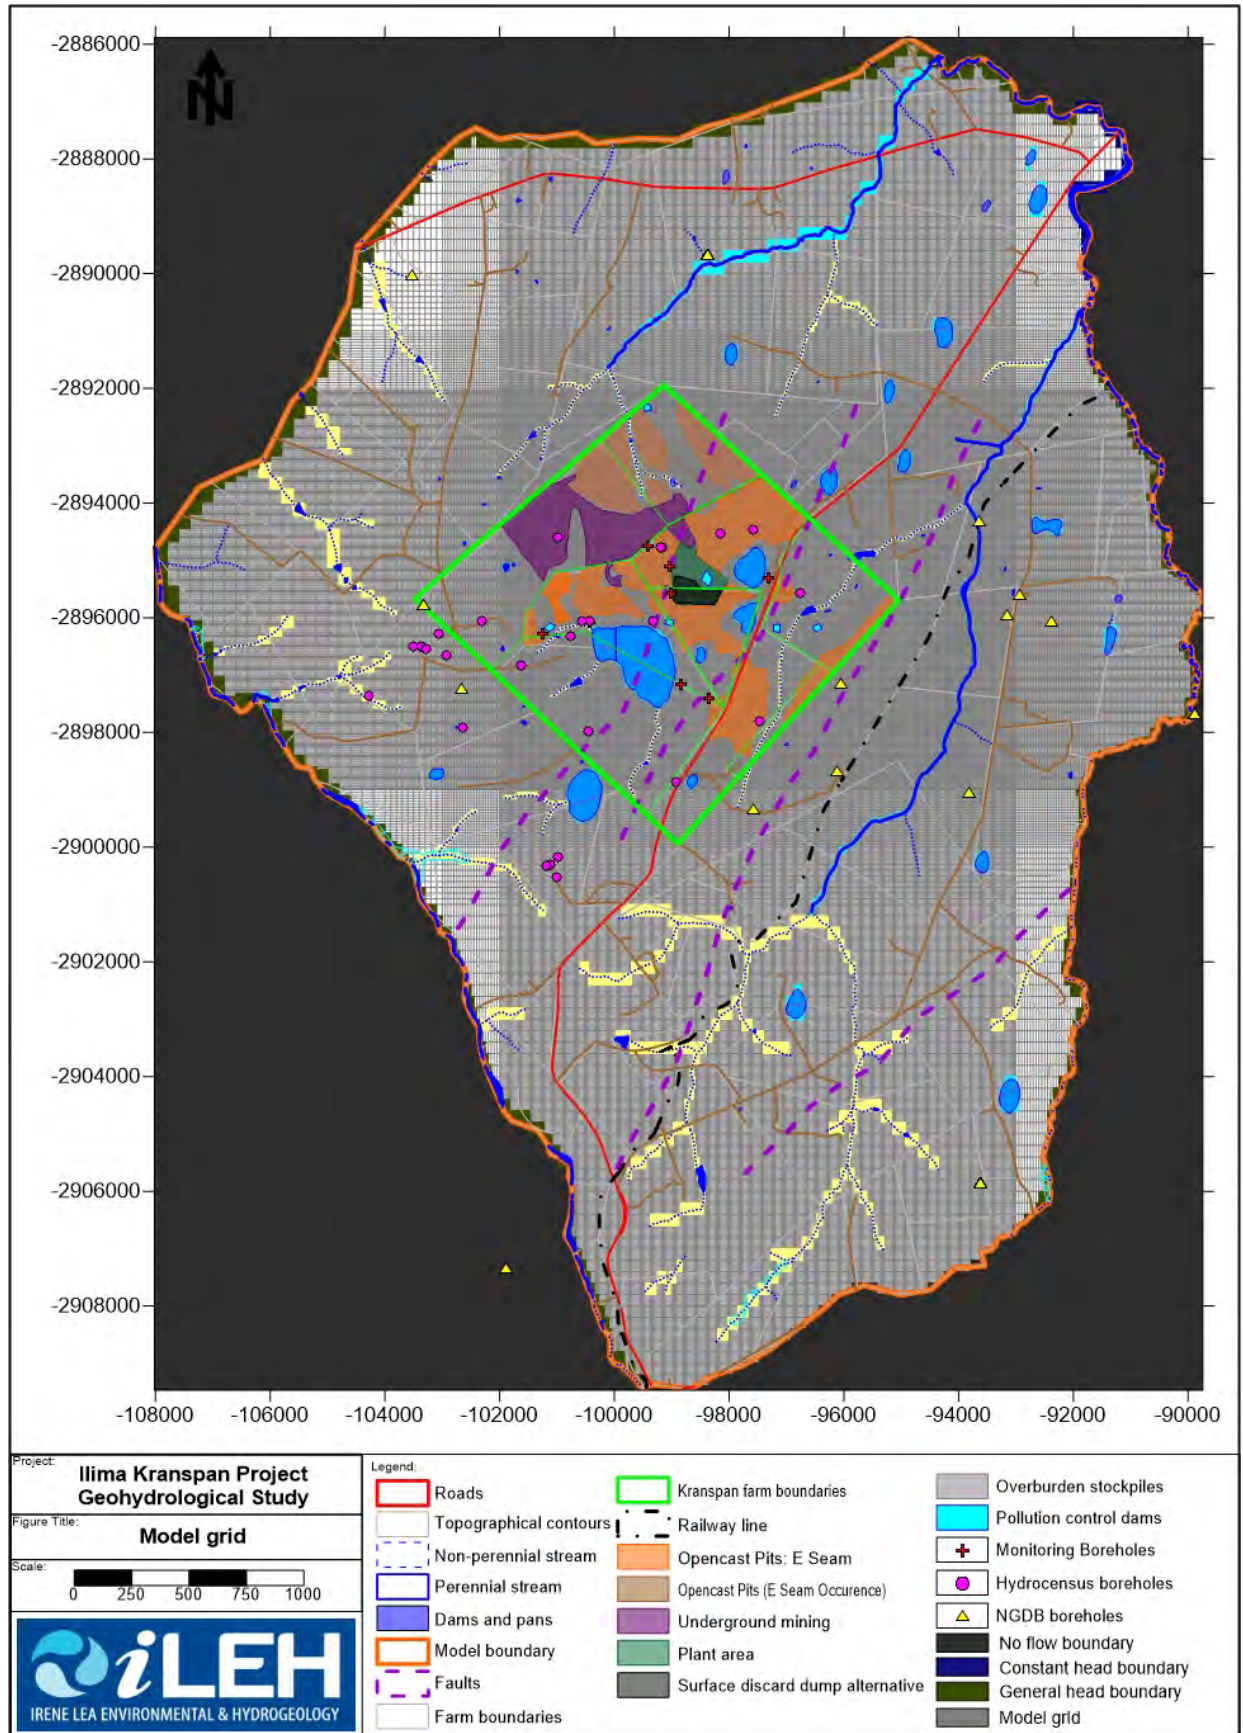 -2886000
-2888000
-2890000
-2892000
-2894000
-2896000
-2898000
-2900000
-2902000
-2904000
-2906000
-2908000
N
-108000 -106000 -104000 -102000 -100000 -98000 -96000 -94000 -92000 -90000
Project:
Ilima Kranspan Project
Geohydrological Study
Figure Title:
Model grid
Scale:
0 250 500 750 1000
iLEH
IRENE LEA ENVIRONMENTAL & HYDROGEOLOGY
Legend:
Roads
Topographical contours
Non-perennial stream
Perennial stream
Dams and pans
Model boundary
Faults
Farm boundaries
Kranspan farm boundaries
Railway line
Opencast Pits: E Seam
Opencast Pits (E Seam Occurence)
Underground mining
Plant area
Surface discard dump alternative
Overburden stockpiles
Pollution control dams
Monitoring Boreholes
Hydrocensus boreholes
NGDB boreholes
No flow boundary
Constant head boundary
General head boundary
Model grid